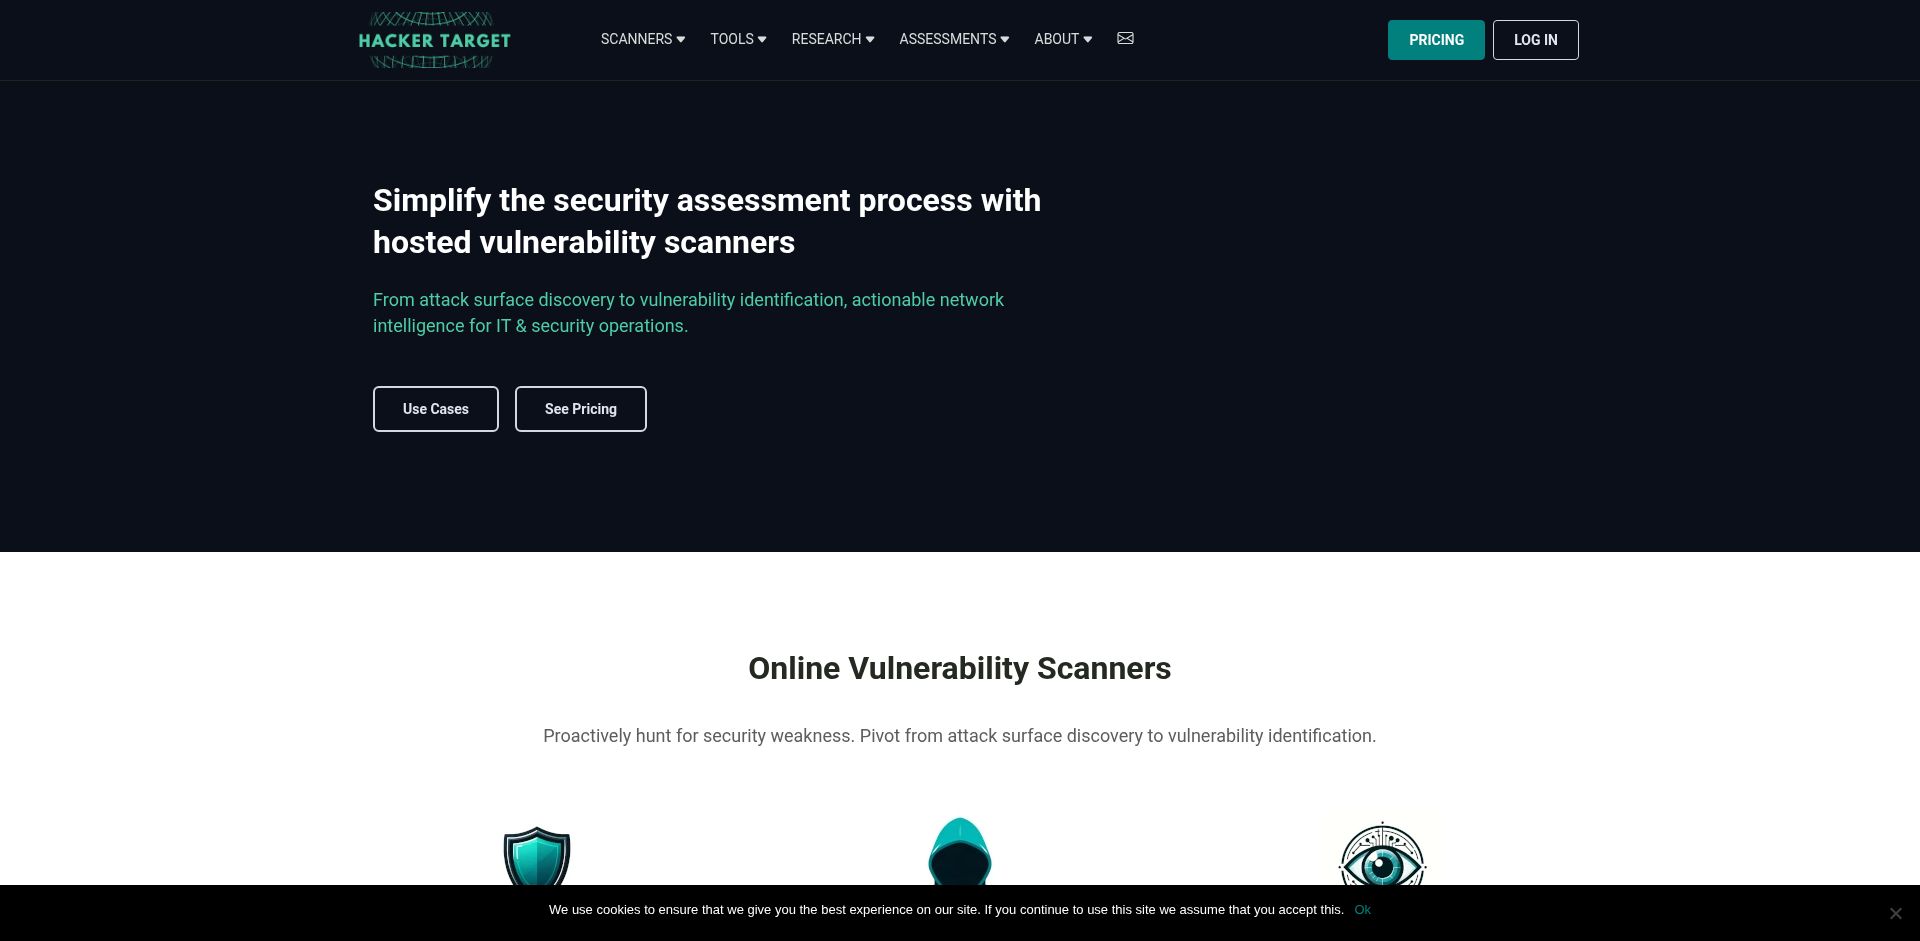 HACKER TARGET
SCANNERS
TOOLS
RESEARCH
ASSESSMENTS
ABOUT
PRICING
LOG IN
Simplify the security assessment process with
hosted vulnerability scanners
From attack surface discovery to vulnerability identification, actionable network
intelligence for IT & security operations.
Use Cases
See Pricing
Online Vulnerability Scanners
Proactively hunt for security weakness. Pivot from attack surface discovery to vulnerability identification.
We use cookies to ensure that we give you the best experience on our site. If you continue to use this site we assume that you accept this. Ok